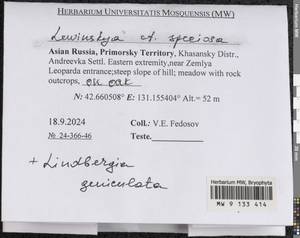 HERBARIUM UNIVERSITATIS MOSQUENSIS (MW)
Lewinskya cf. speciosa
Asian Russia, Primorsky Territory, Khasansky Distr.,
Andreevka Settl. Eastern extremity,near Zemlya
Leoparda entrance;steep slope of hill; meadow with rock
outcrops, on oak
N: 42.660508° E: 131.155404° Alt.= 52 m
18.9.2024 Coll.: V.E. Fedosov
№ 24-366-46 Teste.
+ Lindbergia
geniculata
Herbarium MW, Bryophyta
MW 9 133 414